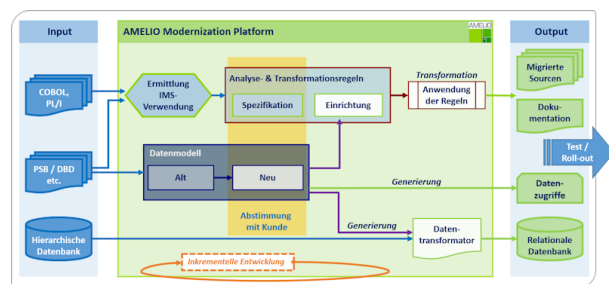 Input
AMELIO Modernization Platform
AMELIO
Output
COBOL,
PL/I
Ermittlung
IMS-
Verwendung
Analyse- & Transformationsregeln
Spezifikation
Einrichtung
Transformation
Anwendung
der Regeln
Migrierte
Sourcen
Doku-
mentation
Test /
Roll-out
PSB / DBD
etc.
Datenmodell
Alt
Neu
Generierung
Daten-
zugriffe
Abstimmung
mit Kunde
Hierarchische
Datenbank
Generierung
Daten-
transformator
Relationale
Datenbank
Inkrementelle Entwicklung